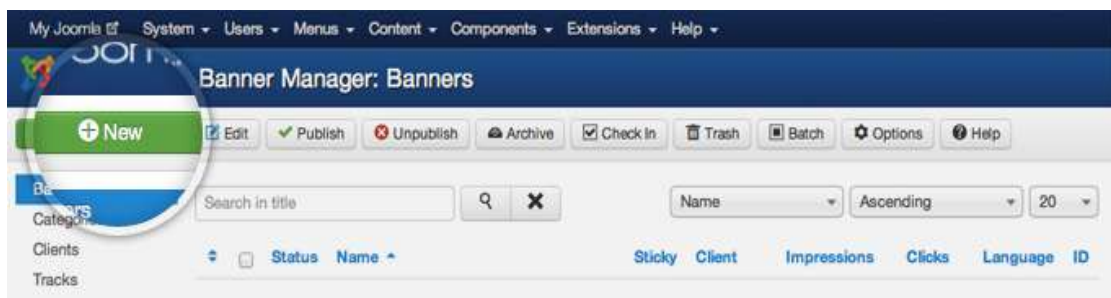 My Joomla System Users Menus Content Components Extensions Help
Banner Manager: Banners
New Edit Publish Unpublish Archive Check In Trash Batch Options Help
Search in title Name Ascending 20
Status Name Sticky Client Impressions Clicks Language ID
Clients
Tracks